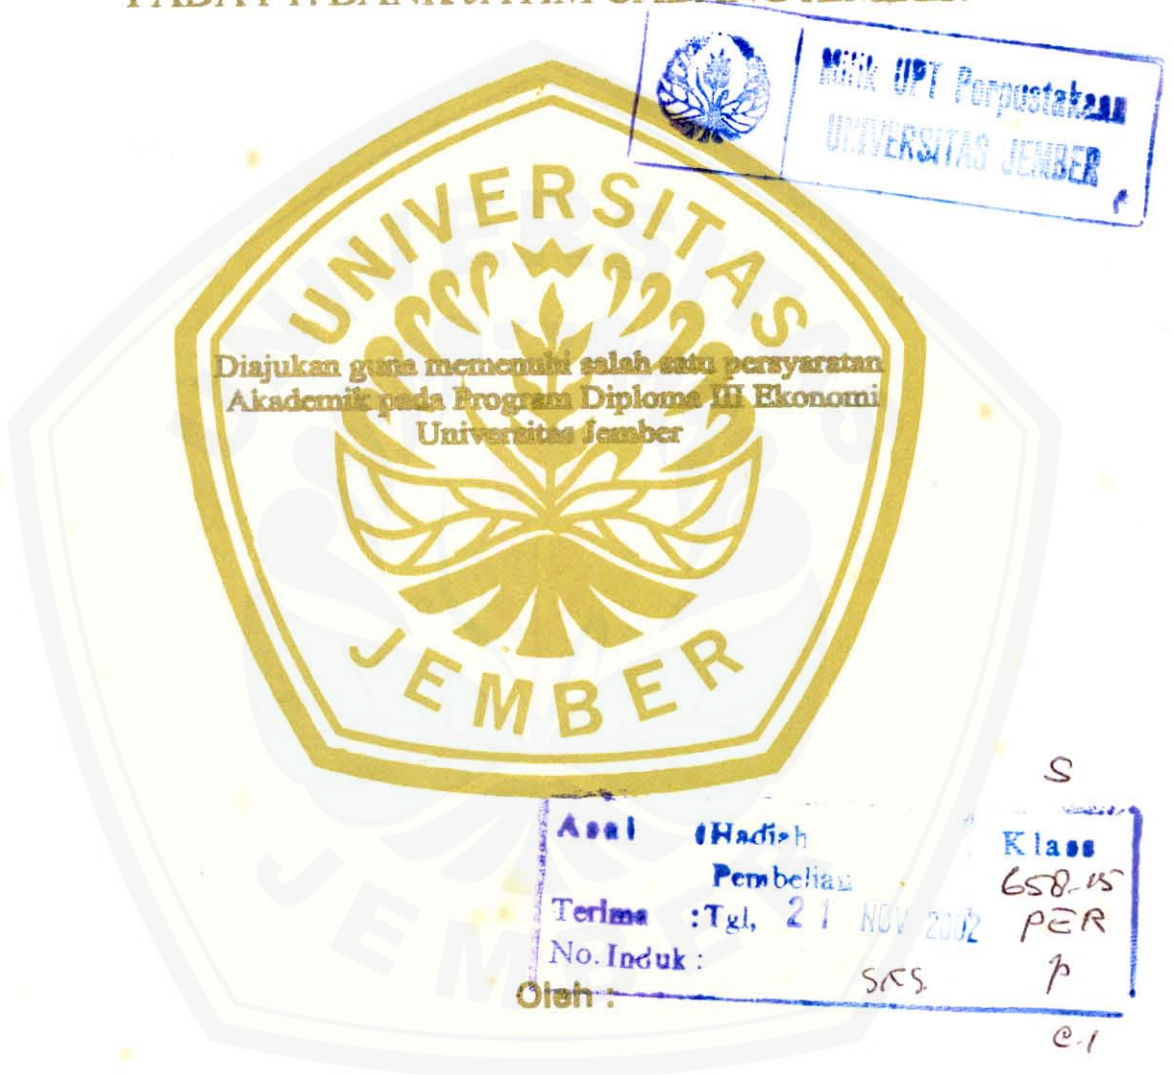 PADA PT. BANK JATIM CABANG JEMBER
Milik UPT Perpustakaan
UNIVERSITAS JEMBER
UNIVERSITAS
Diajukan guna memenuhi salah satu persyaratan
Akademik pada Program Diploma III Ekonomi
Universitas Jember
JEMBER
S
Asal : Hadiah Klass
Pembelian 658.15
Terima : Tgl, 21 NOV 2002 PER
No. Induk : p
SRS.
Oleh :
C.1